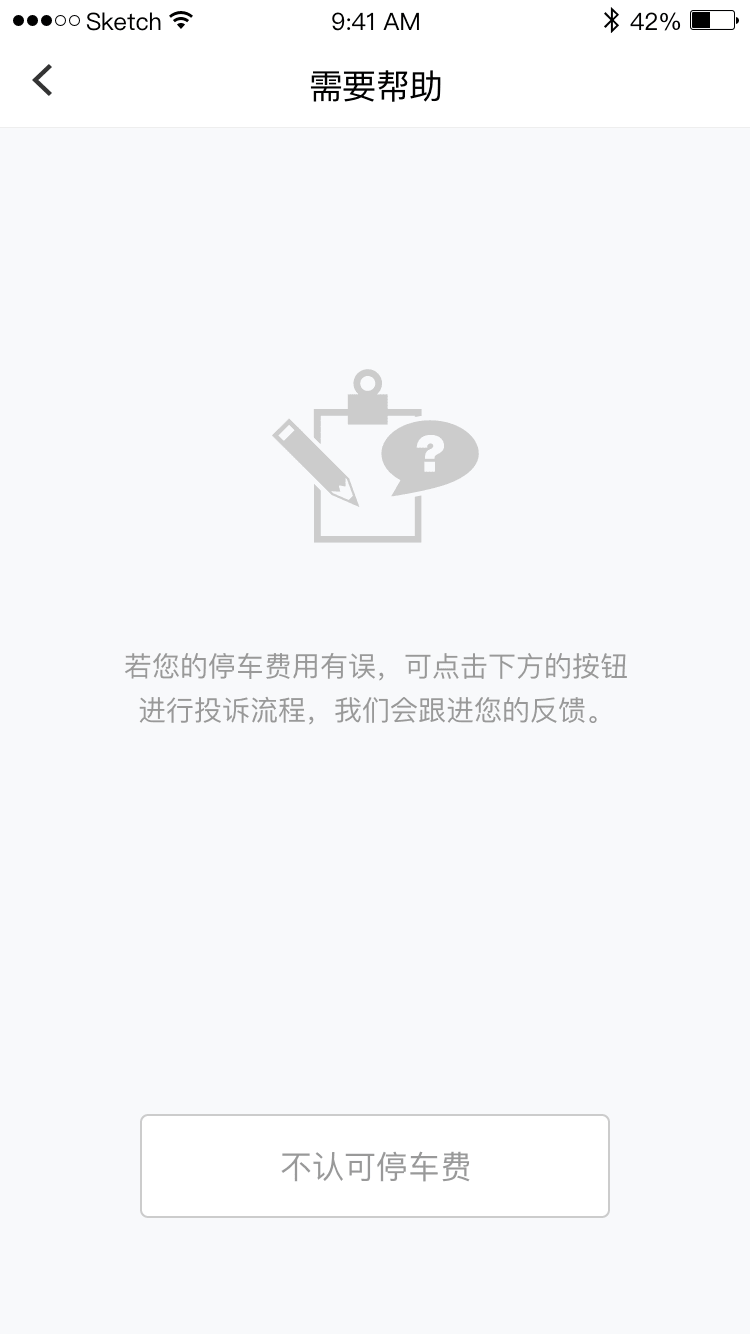 Sketch 9:41 AM 42%
需要帮助
?
若您的停车费用有误，可点击下方的按钮
进行投诉流程，我们会跟进您的反馈。
不认可停车费